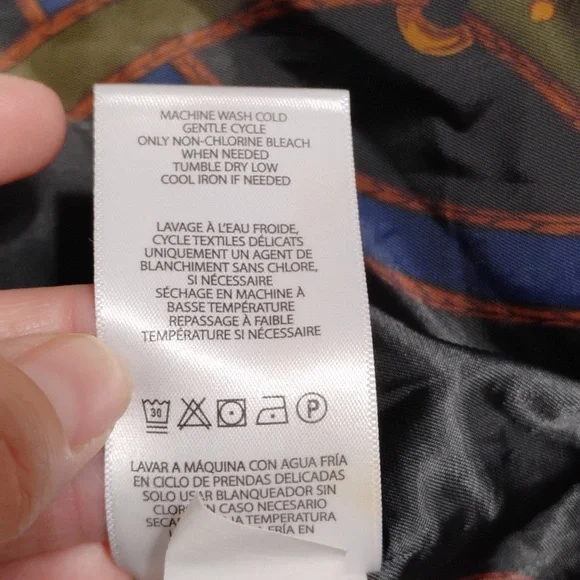 MACHINE WASH COLD
GENTLE CYCLE
ONLY NON-CHLORINE BLEACH
WHEN NEEDED
TUMBLE DRY LOW
COOL IRON IF NEEDED
LAVAGE À L'EAU FROIDE,
CYCLE TEXTILES DÉLICATS
UNIQUEMENT UN AGENT DE
BLANCHIMENT SANS CHLORE,
SI NÉCESSAIRE
SÉCHAGE EN MACHINE À
BASSE TEMPÉRATURE
REPASSAGE À FAIBLE
TEMPÉRATURE SI NÉCESSAIRE
30 P
LAVAR A MÁQUINA CON AGUA FRÍA
EN CICLO DE PRENDAS DELICADAS
SOLO USAR BLANQUEADOR SIN
EN CASO NECESARIO
TEMPERATURA
EN